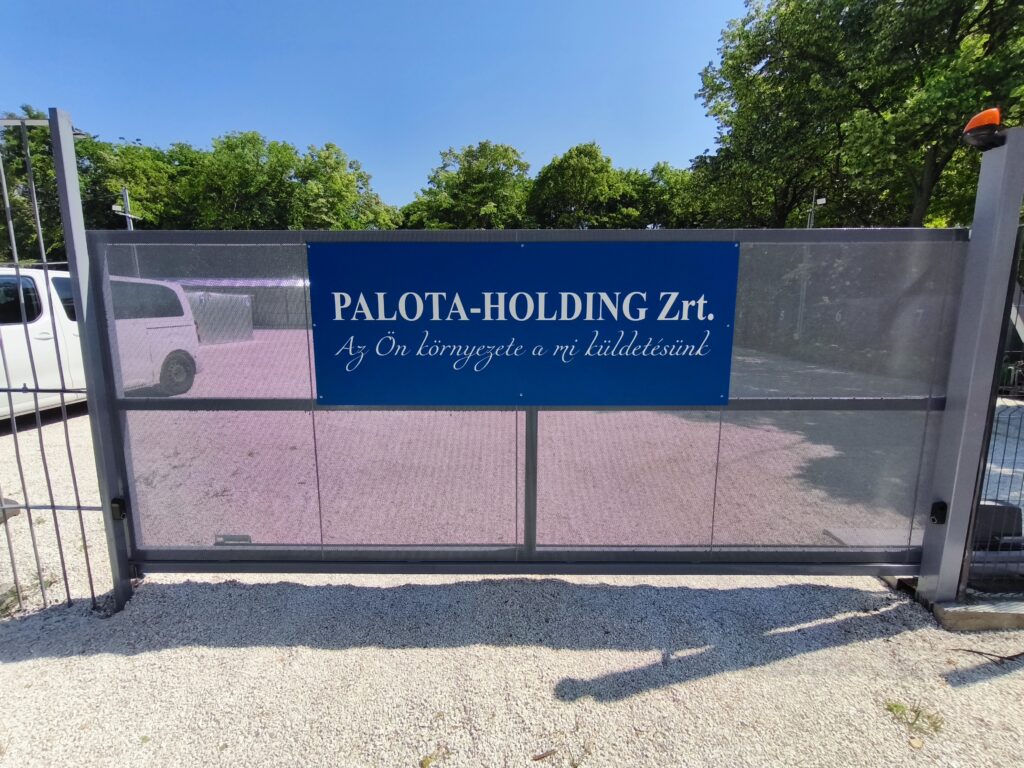 PALOTA-HOLDING Zrt.
Az Ön környezete a mi küldetésünk